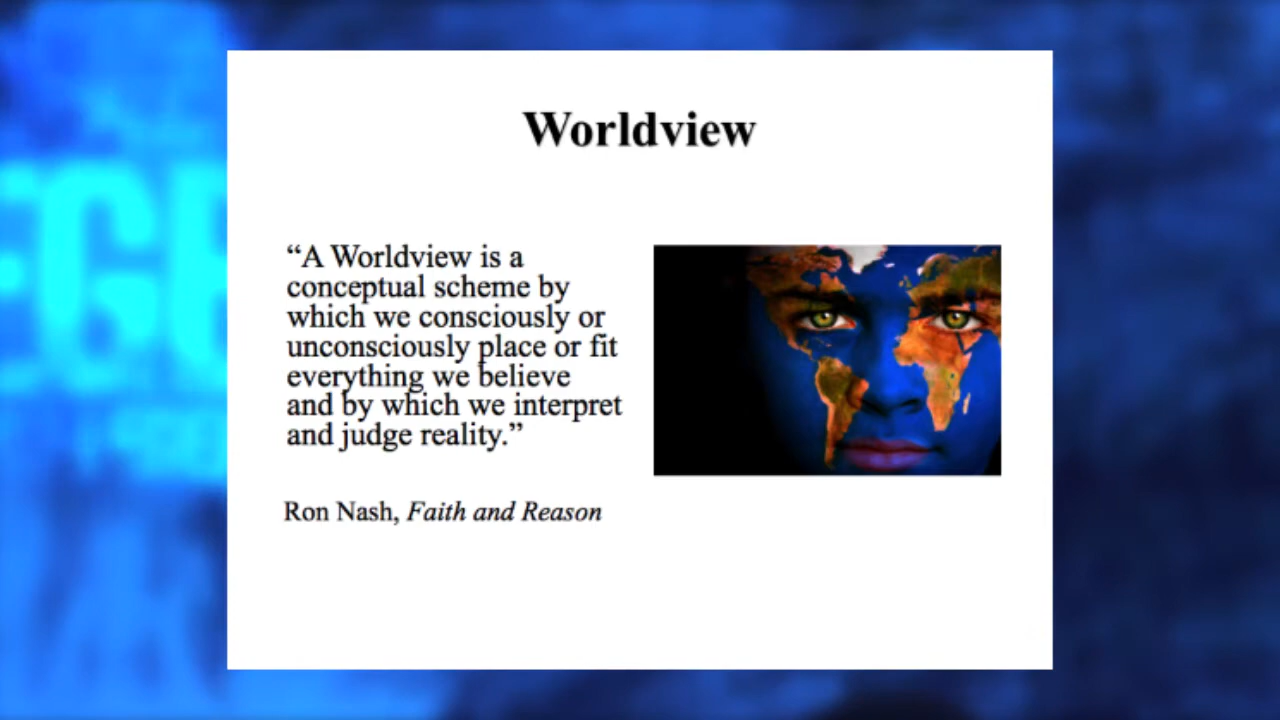 Worldview
“A Worldview is a
conceptual scheme by
which we consciously or
unconsciously place or fit
everything we believe
and by which we interpret
and judge reality.”
Ron Nash, Faith and Reason